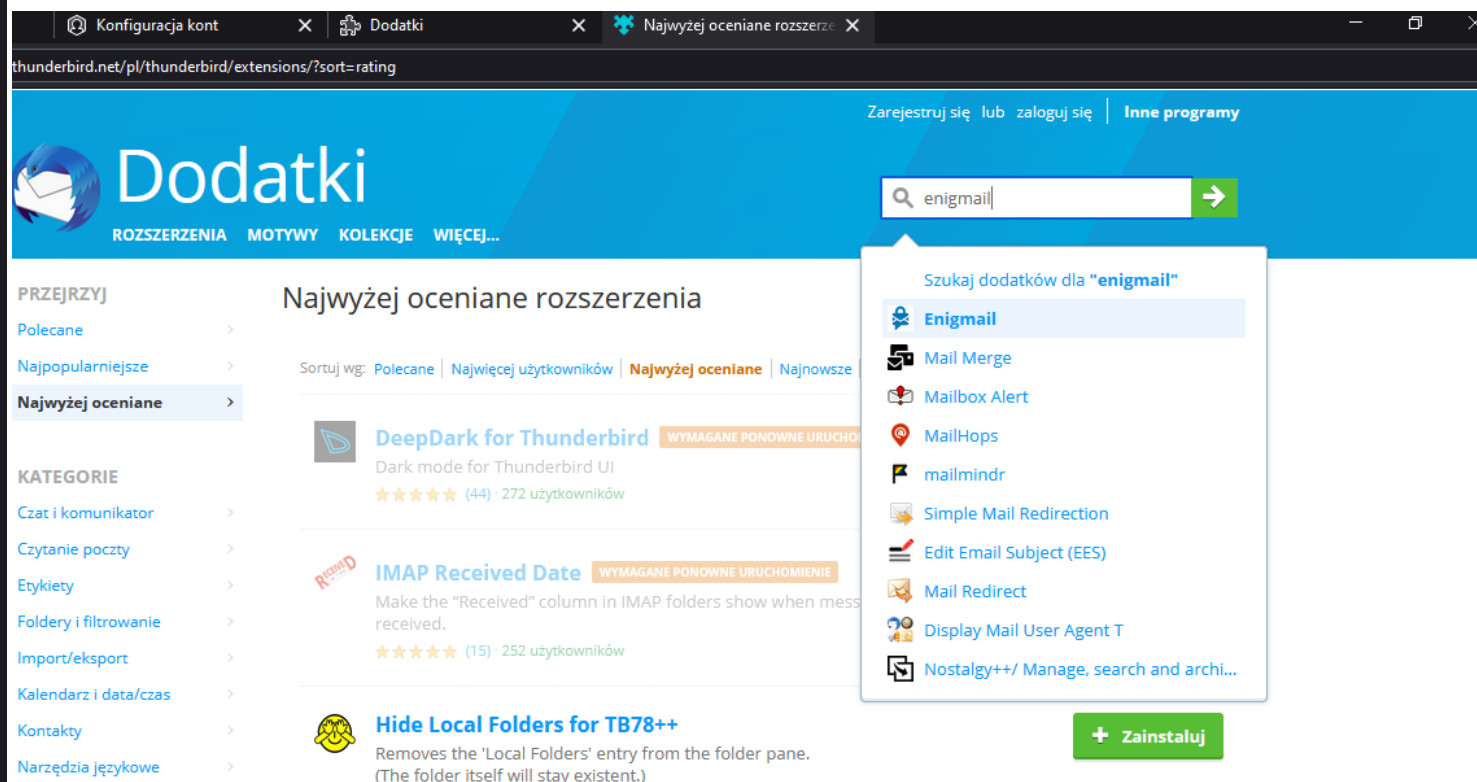 Konfiguracja kont
Dodatki
Najwyżej oceniane rozszerze
thunderbird.net/pl/thunderbird/extensions/?sort=rating
Zarejestruj się lub zaloguj się | Inne programy
Dodatki
enigmail
ROZSZERZENIA MOTYWY KOLEKCJE WIĘCEJ...
Szukaj dodatków dla "enigmail"
Enigmail
Mail Merge
Mailbox Alert
MailHops
mailmindr
Simple Mail Redirection
Edit Email Subject (EES)
Mail Redirect
Display Mail User Agent T
Nostalgy++/ Manage, search and archi...
PRZEJRZYJ
Polecane
Najpopularniejsze
Najwyżej oceniane
KATEGORIE
Czat i komunikator
Czytanie poczty
Etykiety
Foldery i filtrowanie
Import/eksport
Kalendarz i data/czas
Kontakty
Narzędzia językowe
Najwyżej oceniane rozszerzenia
Sortuj wg: Polecane | Najwięcej użytkowników | Najwyżej oceniane | Najnowsze |
DeepDark for Thunderbird WYMAGANE PONOWNE URUCHO
Dark mode for Thunderbird UI
(44) · 272 użytkowników
RECEIVED
IMAP Received Date WYMAGANE PONOWNE URUCHOMIENIE
Make the “Received” column in IMAP folders show when mess
received.
(15) · 252 użytkowników
Hide Local Folders for TB78++
Removes the 'Local Folders' entry from the folder pane.
(The folder itself will stay existent.)
+ Zainstaluj